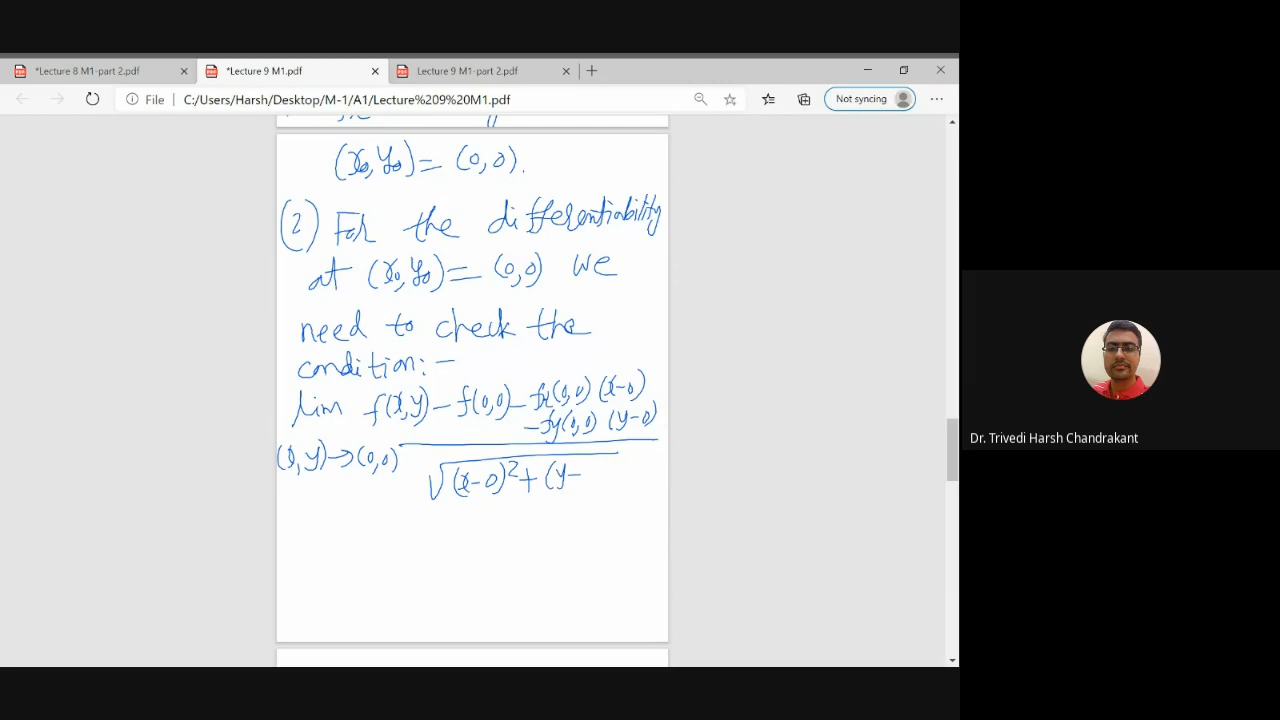 *Lecture 8 M1-part 2.pdf
*Lecture 9 M1.pdf
Lecture 9 M1-part 2.pdf
File
C:/Users/Harsh/Desktop/M-1/A1/Lecture%209%20M1.pdf
Not syncing
(x₀,y₀) = (0,0).
(2) For the differentiability
at (x₀,y₀) = (0,0) we
need to check the
condition:-
lim f(x,y) - f(0,0) - fx(0,0) (x-0)
- fy(0,0) (y-0)
(x,y)→(0,0)
√(x-0)²+(y-
Dr. Trivedi Harsh Chandrakant